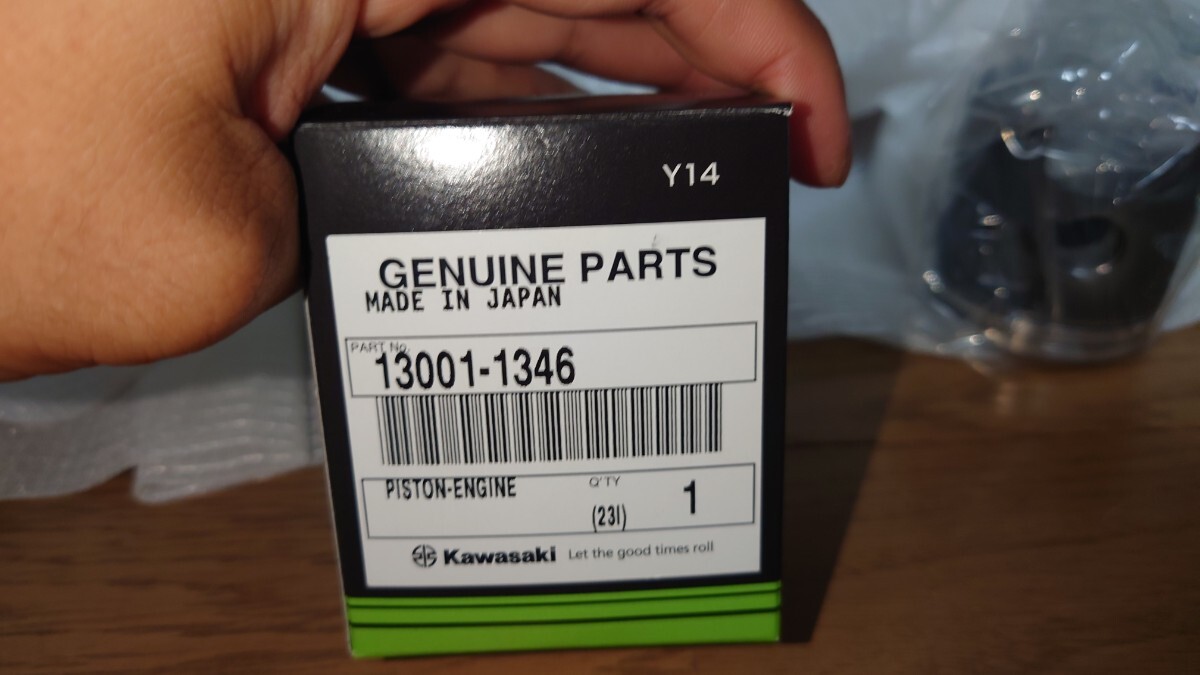 Y14
GENUINE PARTS
MADE IN JAPAN
PART No.
13001-1346
PISTON-ENGINE
Q'TY
(23I)
1
Kawasaki Let the good times roll